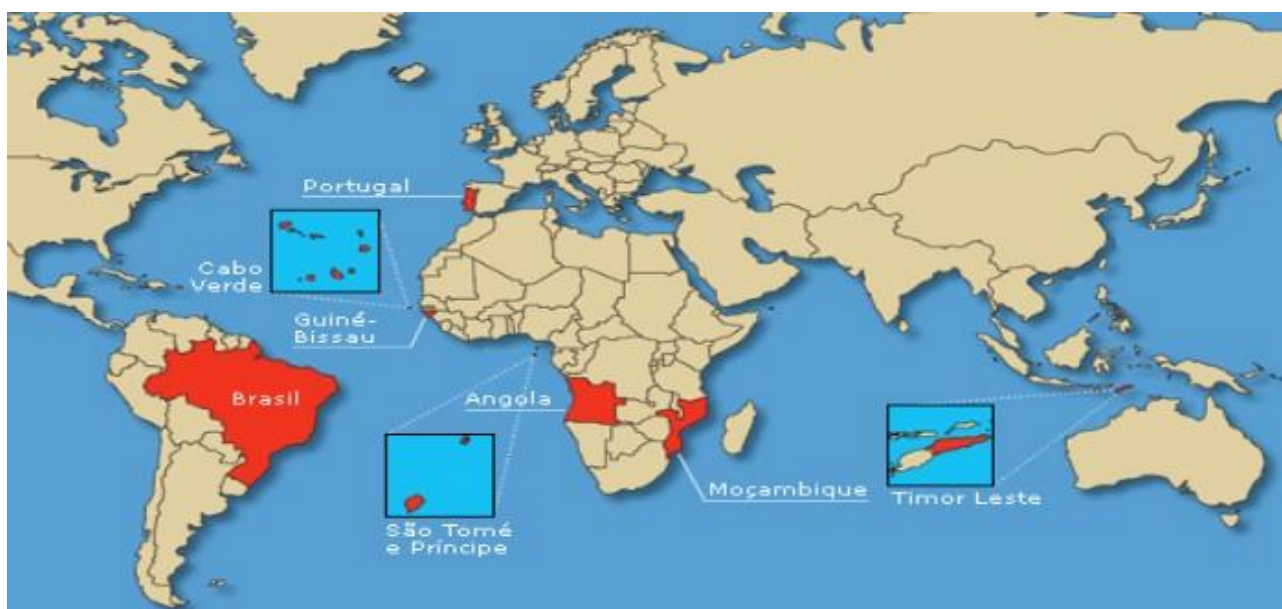 Portugal
Cabo
Verde
Guiné-
Bissau
Brasil
Angola
São Tomé
e Príncipe
Moçambique
Timor Leste